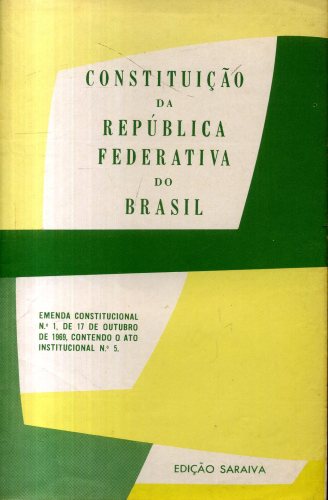 CONSTITUIÇÃO
DA
REPÚBLICA
FEDERATIVA
DO
BRASIL
EMENDA CONSTITUCIONAL
N.º 1, DE 17 DE OUTUBRO
DE 1969, CONTENDO O ATO
INSTITUCIONAL N.º 5.
EDIÇÃO SARAIVA